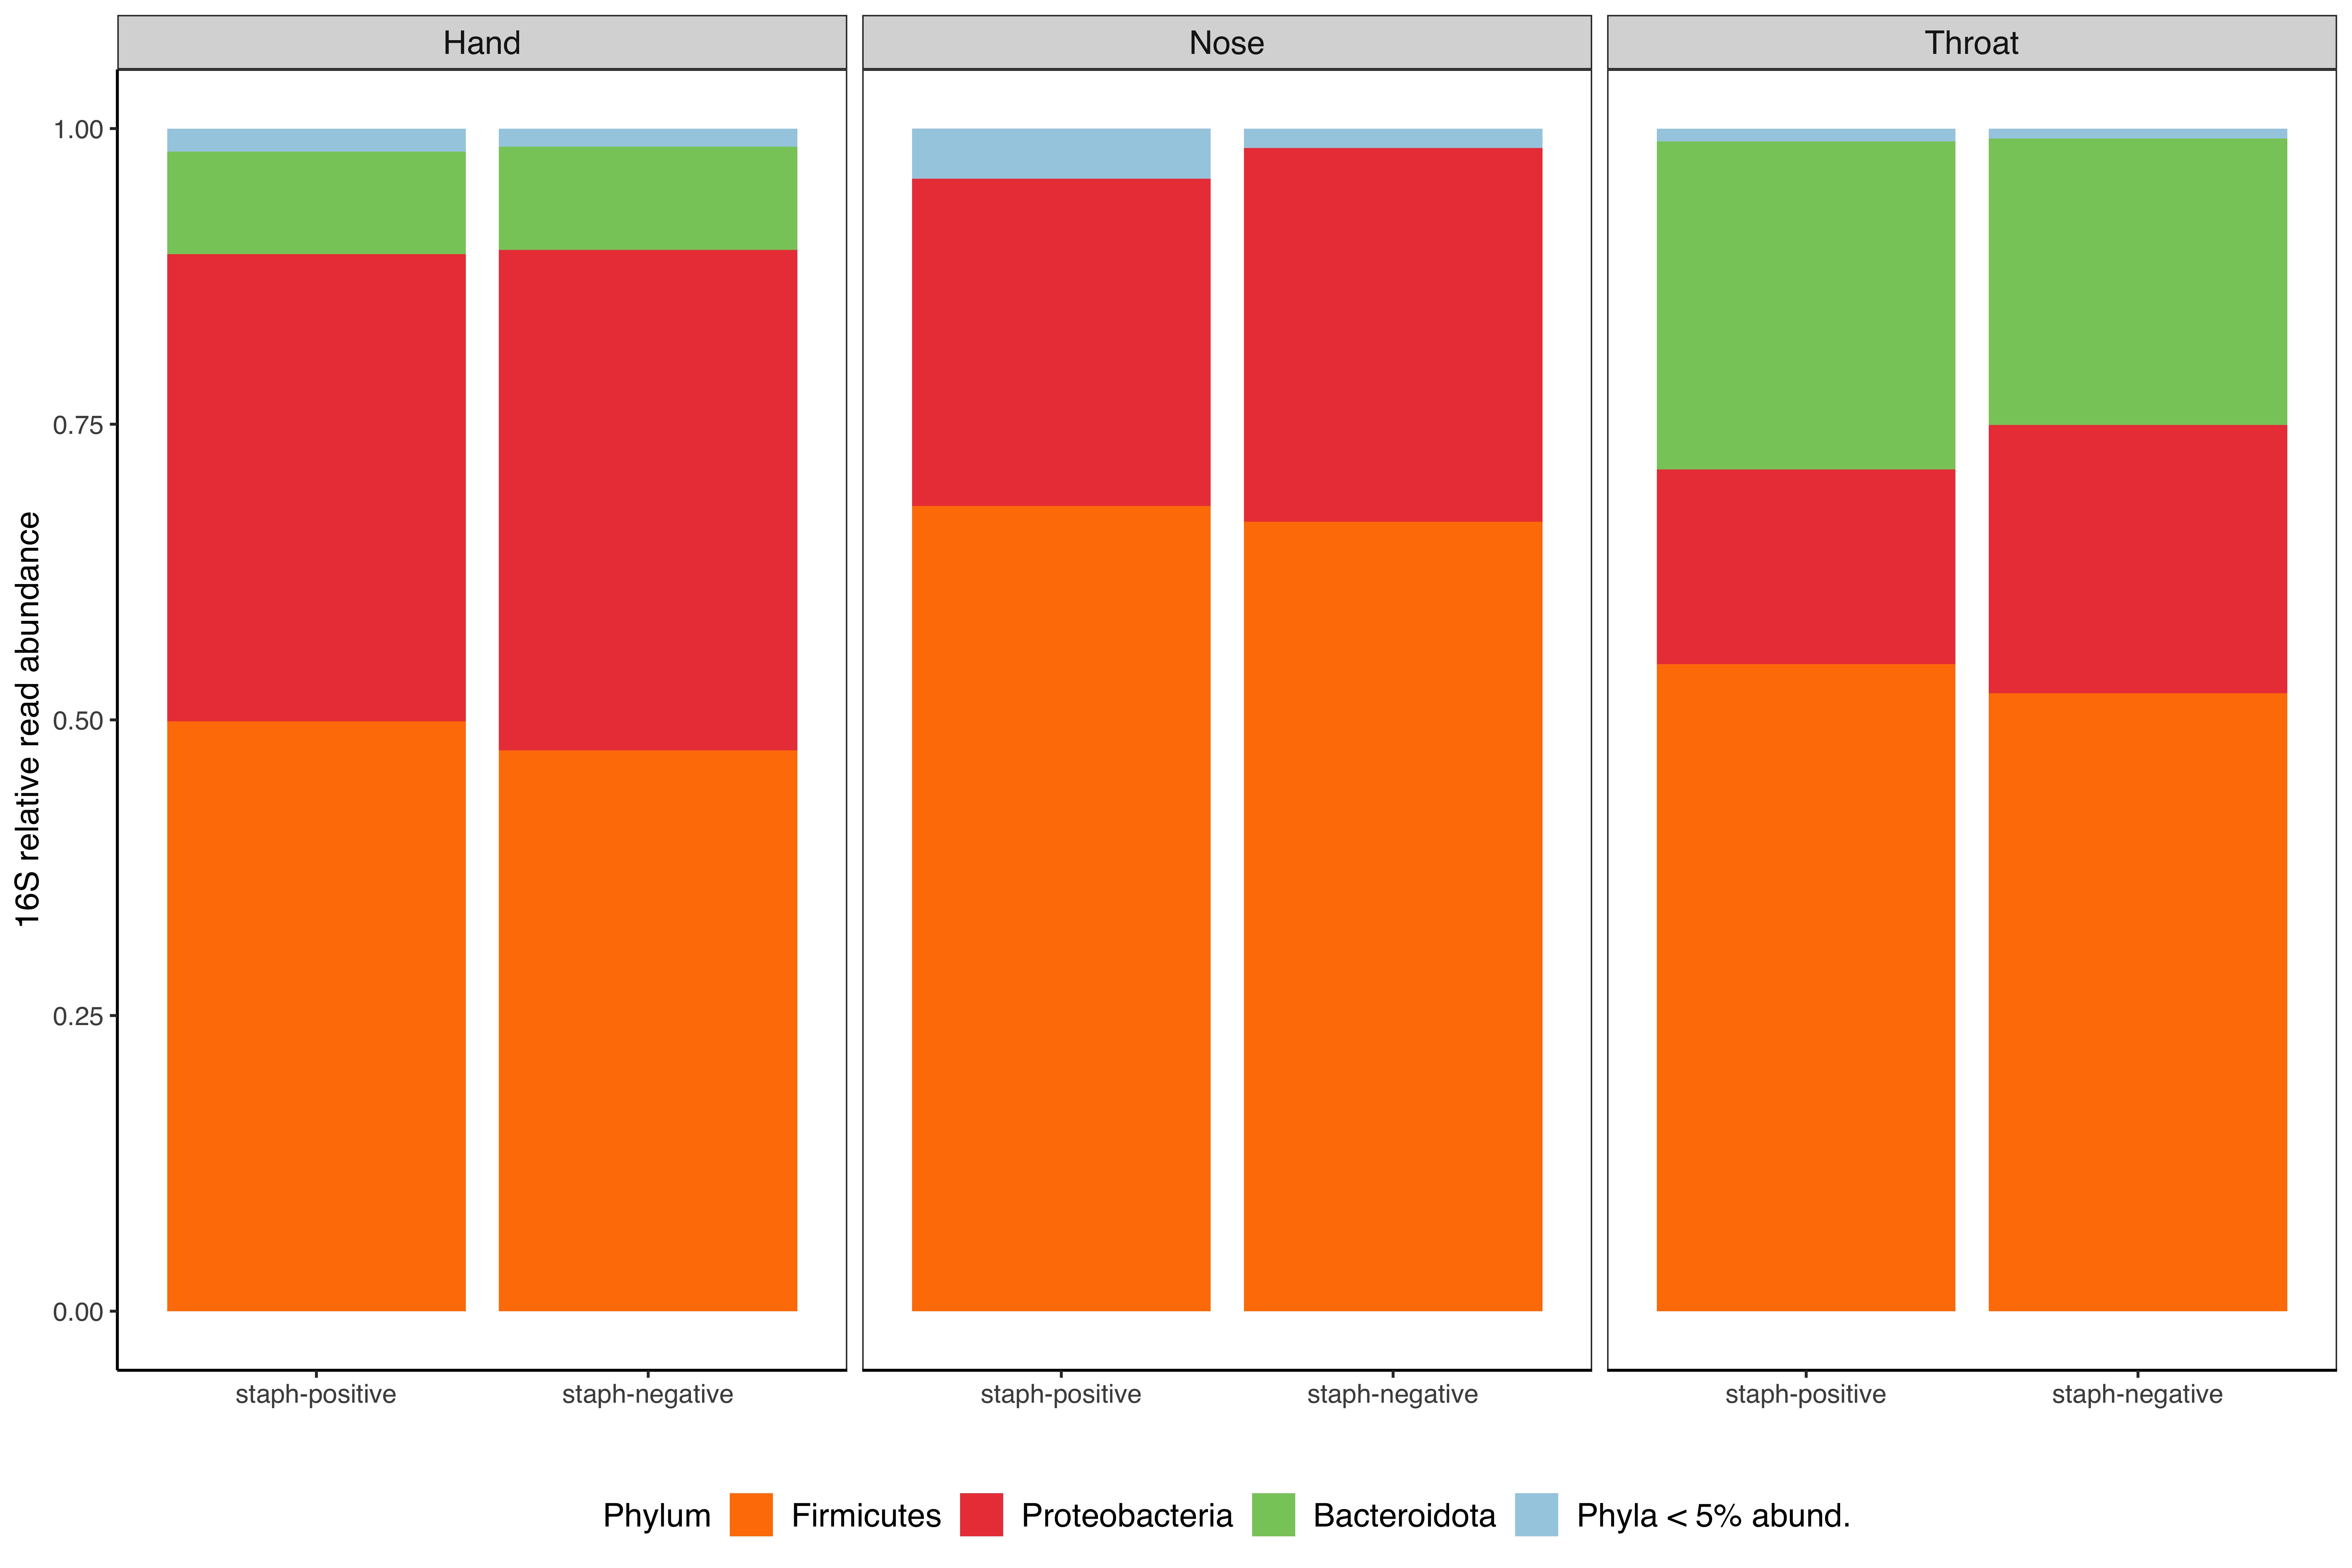 Hand
Nose
Throat
16S relative read abundance
1.00
0.75
0.50
0.25
0.00
staph-positive
staph-negative
staph-positive
staph-negative
staph-positive
staph-negative
Phylum
Firmicutes
Proteobacteria
Bacteroidota
Phyla < 5% abund.